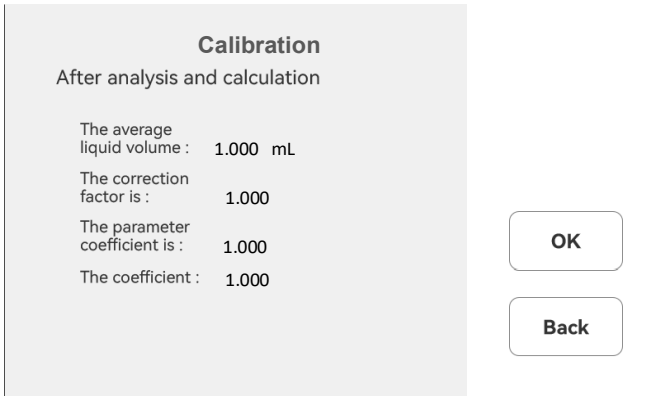 Calibration
After analysis and calculation
The average
liquid volume : 1.000 mL
The correction
factor is : 1.000
The parameter
coefficient is : 1.000
The coefficient : 1.000
OK
Back